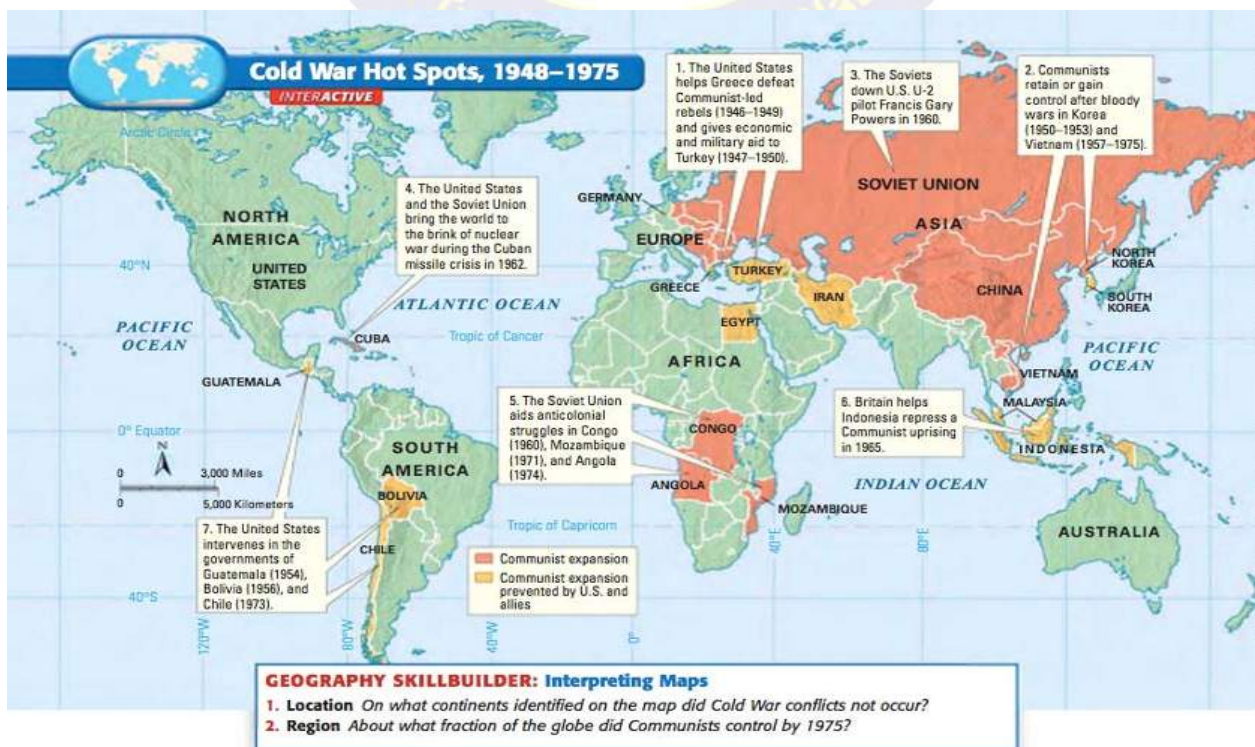 Cold War Hot Spots, 1948–1975
INTERACTIVE
1. The United States
helps Greece defeat
Communist-led
rebels (1946–1949)
and gives economic
and military aid to
Turkey (1947–1950).
3. The Soviets
down U.S. U-2
pilot Francis Gary
Powers in 1960.
2. Communists
retain or gain
control after bloody
wars in Korea
(1950–1953) and
Vietnam (1957–1975).
Arctic Circle
4. The United States
and the Soviet Union
bring the world to
the brink of nuclear
war during the Cuban
missile crisis in 1962.
GERMANY
SOVIET UNION
NORTH
AMERICA
UNITED
STATES
EUROPE
ASIA
40°N
TURKEY
GREECE
IRAN
CHINA
NORTH
KOREA
SOUTH
KOREA
ATLANTIC OCEAN
PACIFIC
OCEAN
CUBA
Tropic of Cancer
EGYPT
AFRICA
PACIFIC
OCEAN
GUATEMALA
VIETNAM
MALAYSIA
5. The Soviet Union
aids anticolonial
struggles in Congo
(1960), Mozambique
(1971), and Angola
(1974).
6. Britain helps
Indonesia repress a
Communist uprising
in 1965.
0° Equator
CONGO
INDONESIA
SOUTH
AMERICA
N
0
3,000 Miles
0
5,000 Kilometers
BOLIVIA
ANGOLA
INDIAN OCEAN
MOZAMBIQUE
Tropic of Capricorn
AUSTRALIA
7. The United States
intervenes in the
governments of
Guatemala (1954),
Bolivia (1956), and
Chile (1973).
CHILE
Communist expansion
Communist expansion
prevented by U.S. and
allies
40°S
120°W
80°W
40°W
0°
40°E
80°E
GEOGRAPHY SKILLBUILDER: Interpreting Maps
1. Location On what continents identified on the map did Cold War conflicts not occur?
2. Region About what fraction of the globe did Communists control by 1975?